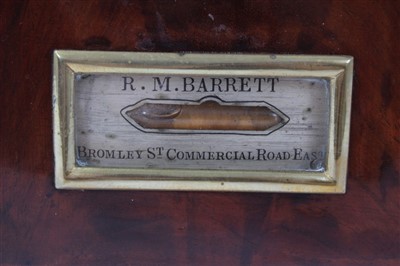 R. M. BARRETT
BROMLEY ST COMMERCIAL ROAD EAST